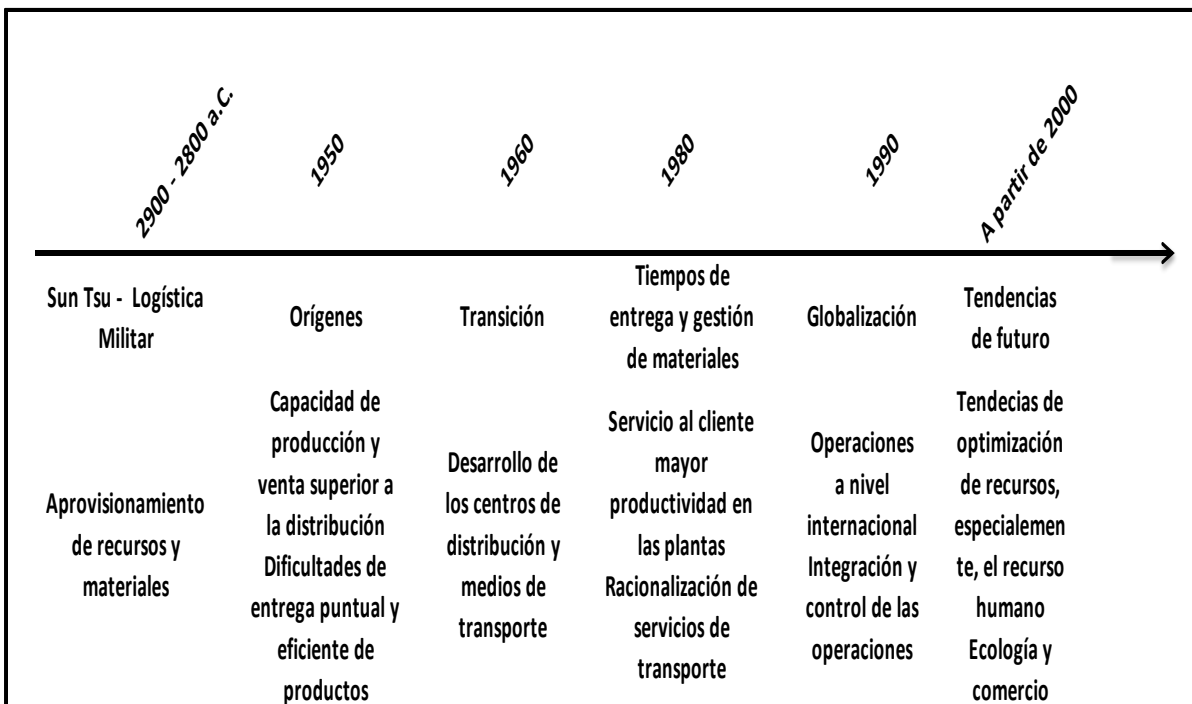 2900 - 2800 a.C.
1950
1960
1980
1990
A partir de 2000
Sun Tsu - Logística
Militar
Orígenes
Transición
Tiempos de
entrega y gestión
de materiales
Globalización
Tendencias
de futuro
Aprovisionamiento
de recursos y
materiales
Capacidad de
producción y
venta superior a
la distribución
Dificultades de
entrega puntual y
eficiente de
productos
Desarrollo de
los centros de
distribución y
medios de
transporte
Servicio al cliente
mayor
productividad en
las plantas
Racionalización de
servicios de
transporte
Operaciones
a nivel
internacional
Integración y
control de las
operaciones
Tendecias de
optimización
de recursos,
especialemen
te, el recurso
humano
Ecología y
comercio